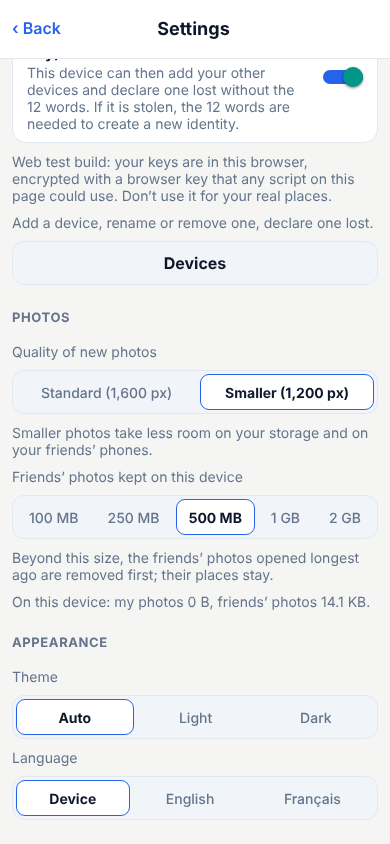 ‹ Back
Settings
This device can then add your other
devices and declare one lost without the
12 words. If it is stolen, the 12 words are
needed to create a new identity.
Web test build: your keys are in this browser,
encrypted with a browser key that any script on this
page could use. Don’t use it for your real places.
Add a device, rename or remove one, declare one lost.
Devices
PHOTOS
Quality of new photos
Standard (1,600 px)
Smaller (1,200 px)
Smaller photos take less room on your storage and on
your friends’ phones.
Friends’ photos kept on this device
100 MB
250 MB
500 MB
1 GB
2 GB
Beyond this size, the friends’ photos opened longest
ago are removed first; their places stay.
On this device: my photos 0 B, friends’ photos 14.1 KB.
APPEARANCE
Theme
Auto
Light
Dark
Language
Device
English
Français